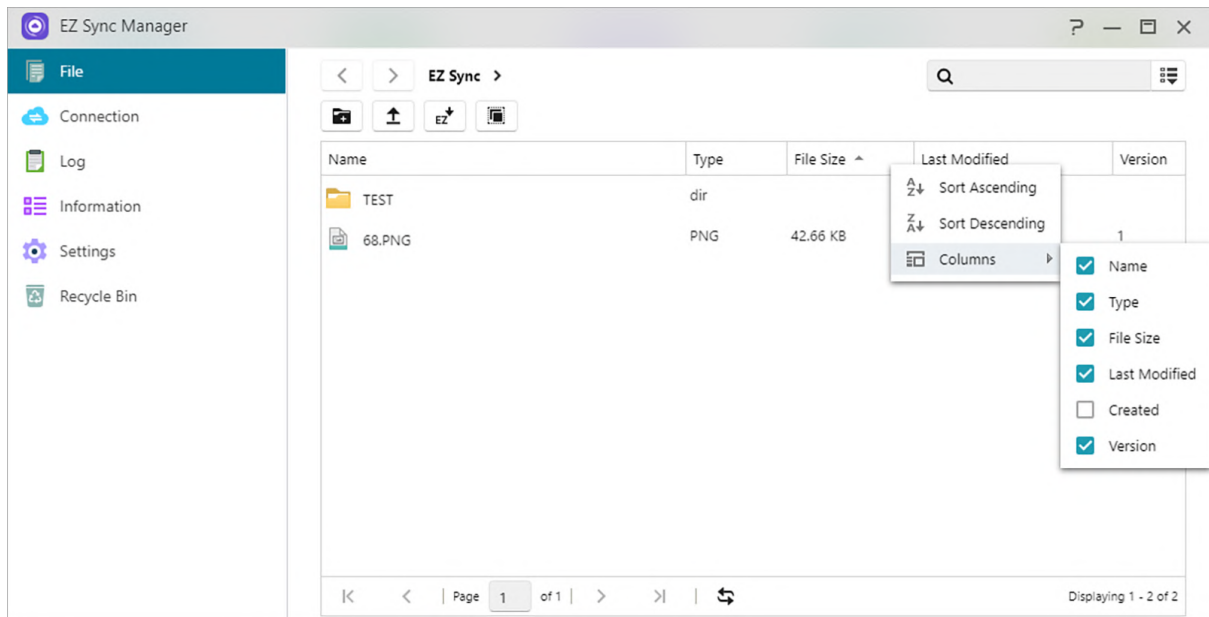 EZ Sync Manager
File
Connection
Log
Information
Settings
Recycle Bin
EZ Sync
EZ
Name Type File Size Last Modified Version
TEST dir
68.PNG PNG 42.66 KB 1
Sort Ascending
Sort Descending
Columns
Name
Type
File Size
Last Modified
Created
Version
Page 1 of 1
Displaying 1 - 2 of 2